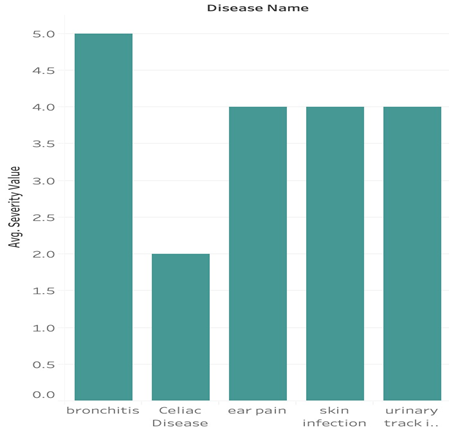 Disease Name
Avg. Severity Value
5.0
4.5
4.0
3.5
3.0
2.5
2.0
1.5
1.0
0.5
0.0
bronchitis
Celiac
Disease
ear pain
skin
infection
urinary
track i..